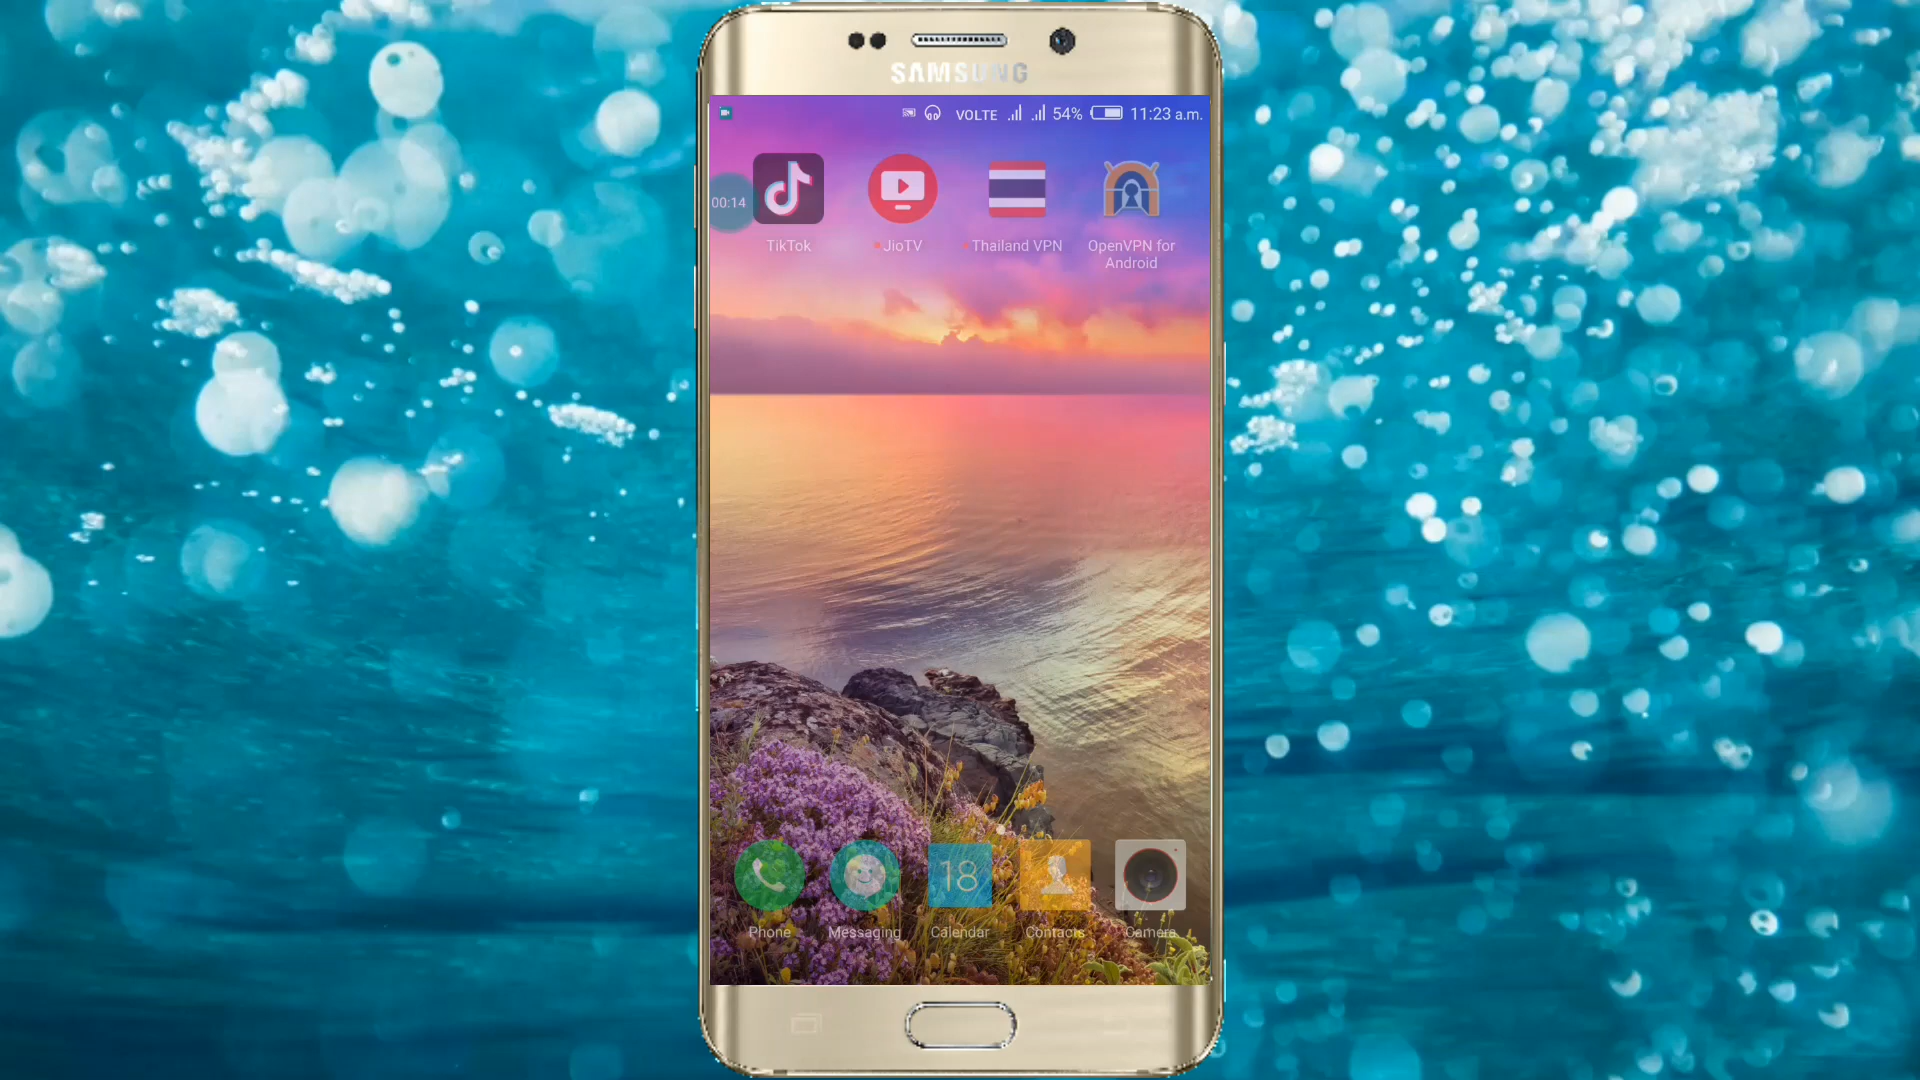 SAMSUNG
VOLTE 54% 11:23 a.m.
00:14
TikTok
JioTV
Thailand VPN
OpenVPN for
Android
18
Phone
Messaging
Calendar
Contacts
Camera